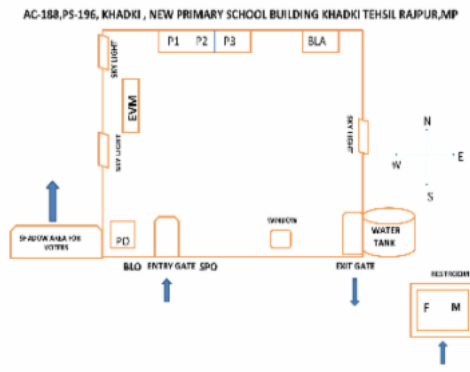 AC-188,PS-196, KHADKI , NEW PRIMARY SCHOOL BUILDING KHADKI TEHSIL RAJPUR,MP
P1 P2 P3 BLA
SKY LIGHT
EVM
SKY LIGHT
SKY LIGHT
N
W E
S
SHADOW AREA FOR
VOTERS
PO
WINDOW
WATER
TANK
BLO ENTRY GATE SPO EXIT GATE
RESTROOM
F M